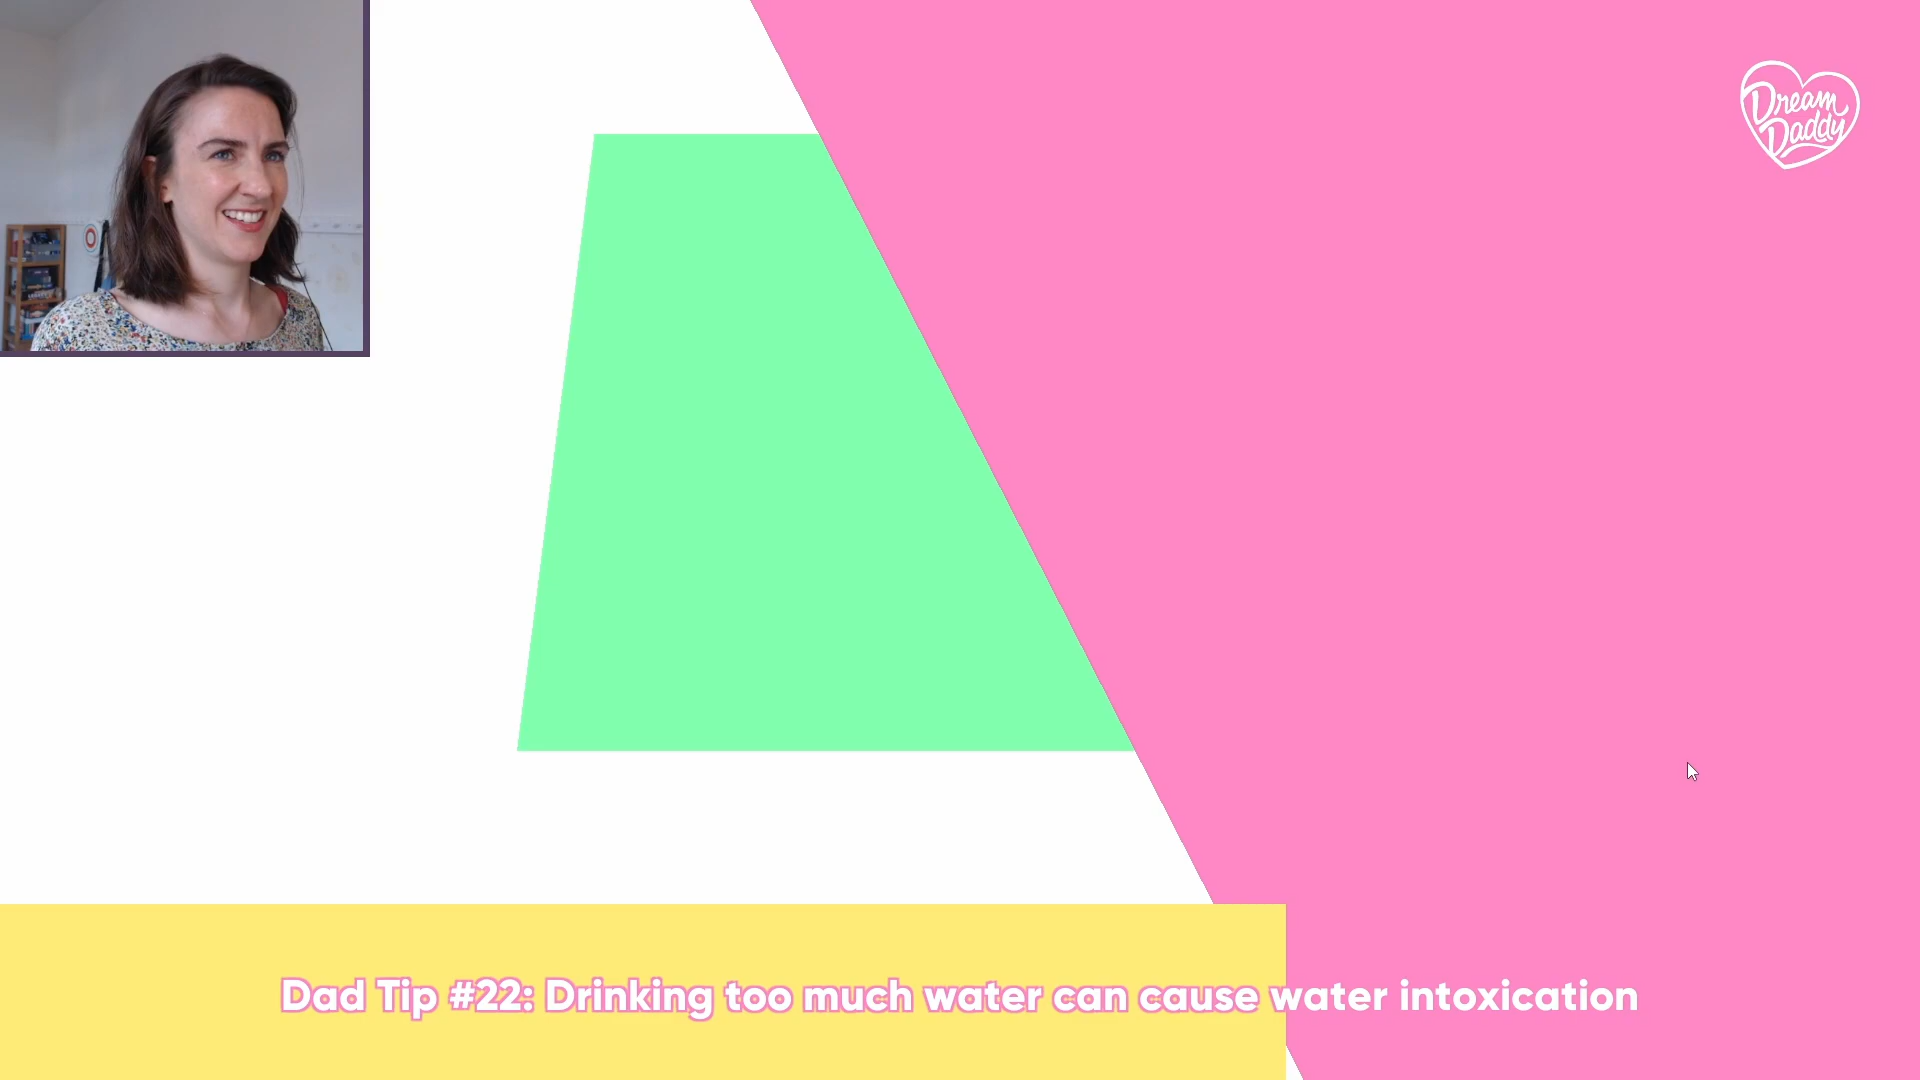 Dream
Daddy
Dad Tip #22: Drinking too much water can cause water intoxication